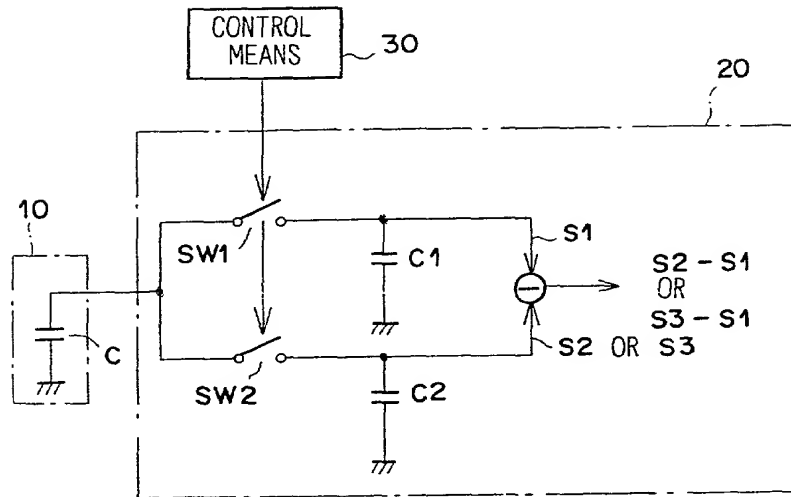 CONTROL
MEANS
30
20
10
SW1
C1
S1
S2-S1
OR
S3-S1
C
SW2
C2
S2 OR S3